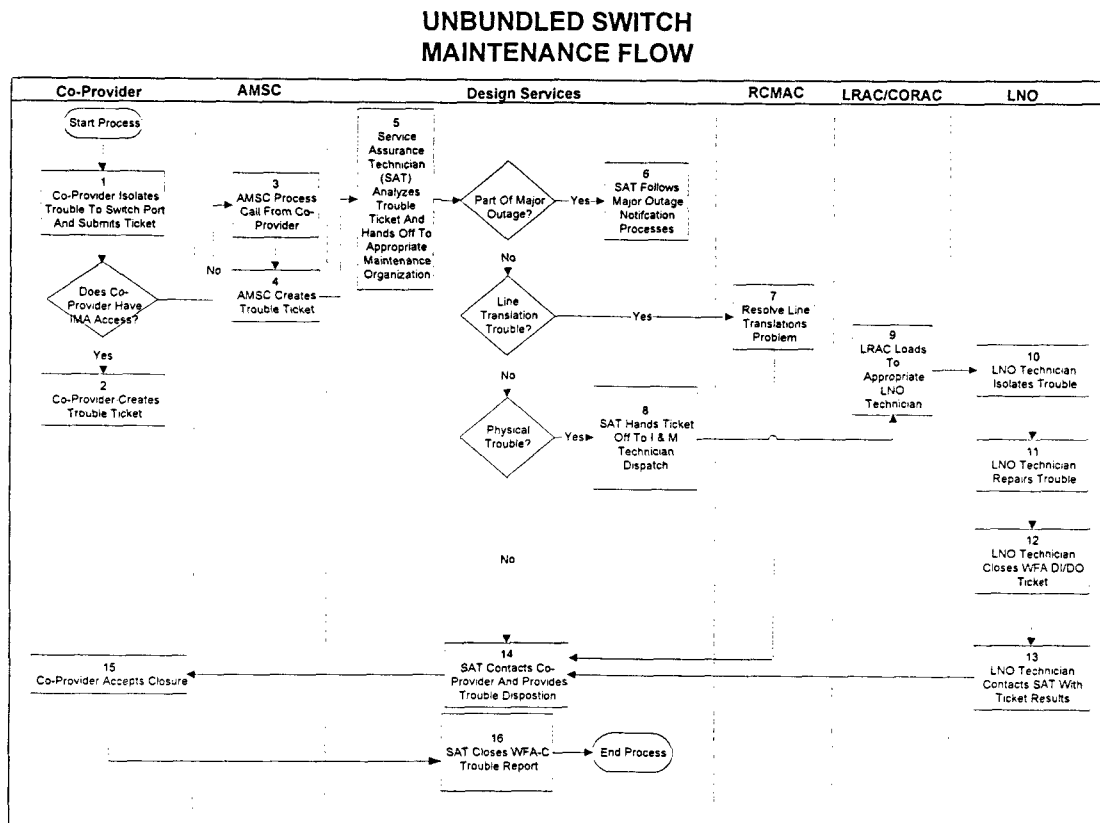 UNBUNDLED SWITCH
MAINTENANCE FLOW
Co-Provider
AMSC
Design Services
RCMAC
LRAC/CORAC
LNO
Start Process
1
Co-Provider Isolates
Trouble To Switch Port
And Submits Ticket
Does Co-
Provider Have
IMA Access?
No
Yes
2
Co-Provider Creates
Trouble Ticket
3
AMSC Process
Call From Co-
Provider
4
AMSC Creates
Trouble Ticket
5
Service
Assurance
Technician
(SAT)
Analyzes
Trouble
Ticket And
Hands Off To
Appropriate
Maintenance
Organization
Part Of Major
Outage?
Yes
6
SAT Follows
Major Outage
Notifcation
Processes
No
Line
Translation
Trouble?
Yes
7
Resolve Line
Translations
Problem
No
Physical
Trouble?
Yes
8
SAT Hands Ticket
Off To I & M
Technician
Dispatch
9
LRAC Loads
To
Appropriate
LNO
Technician
10
LNO Technician
Isolates Trouble
11
LNO Technician
Repairs Trouble
12
LNO Technician
Closes WFA DI/DO
Ticket
13
LNO Technician
Contacts SAT With
Ticket Results
No
14
SAT Contacts Co-
Provider And Provides
Trouble Dispostion
15
Co-Provider Accepts Closure
16
SAT Closes WFA-C
Trouble Report
End Process